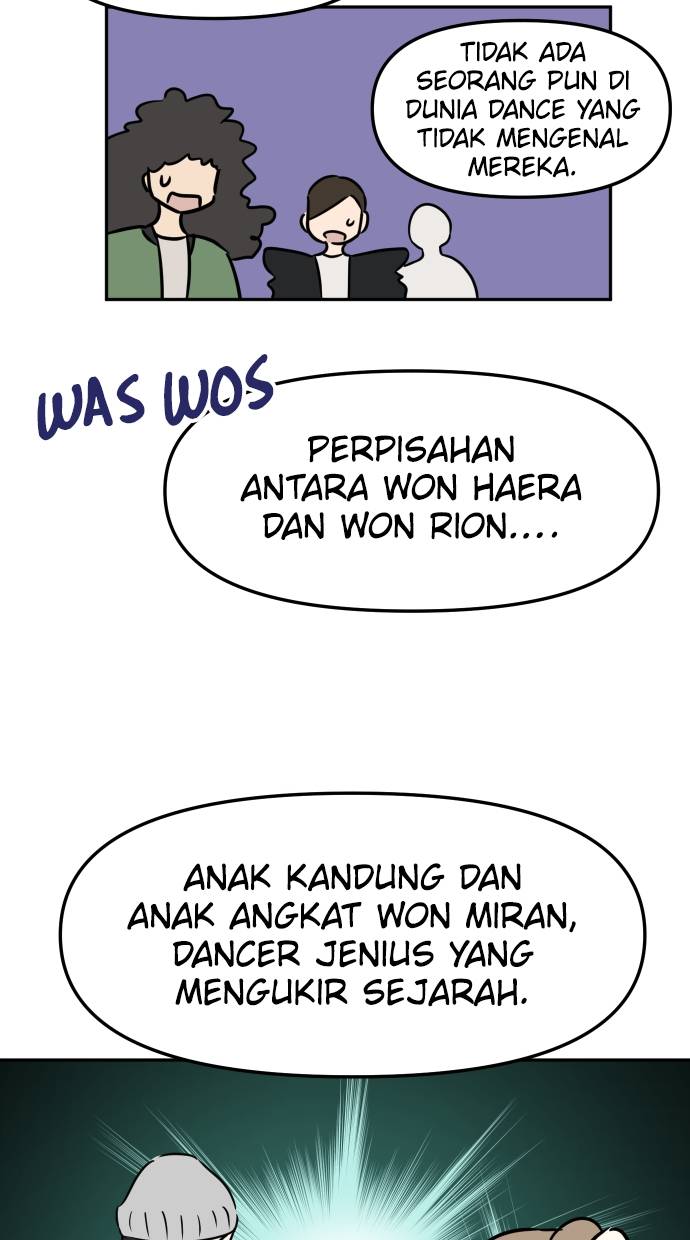 TIDAK ADA
SEORANG PUN DI
DUNIA DANCE YANG
TIDAK MENGENAL
MEREKA.
WAS WOS
PERPISAHAN
ANTARA WON HAERA
DAN WON RION....
ANAK KANDUNG DAN
ANAK ANGKAT WON MIRAN,
DANCER JENIUS YANG
MENGUKIR SEJARAH.